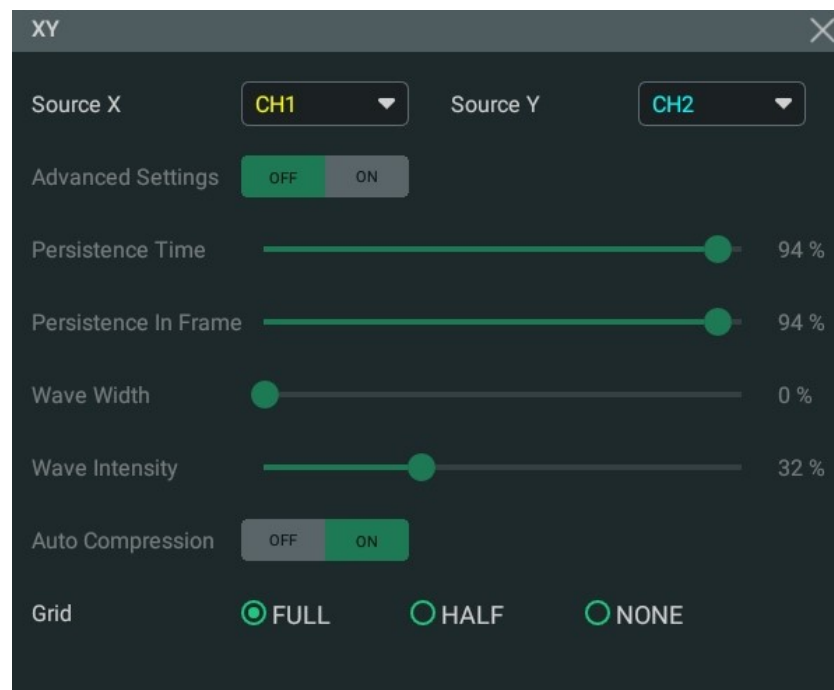 XY
Source X CH1 Source Y CH2
Advanced Settings OFF ON
Persistence Time 94 %
Persistence In Frame 94 %
Wave Width 0 %
Wave Intensity 32 %
Auto Compression OFF ON
Grid FULL HALF NONE